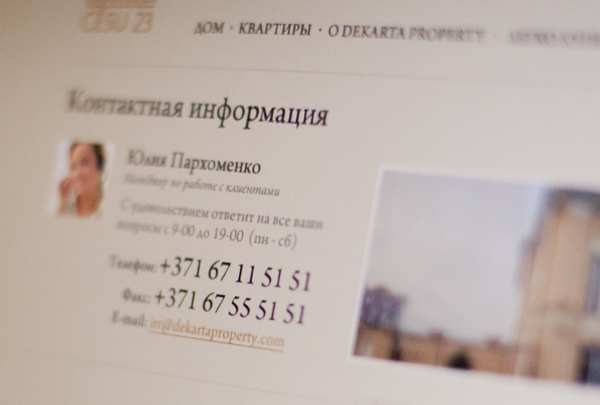 CĒSU 23
ДОМ · КВАРТИРЫ · О DEKARTA PROPERTY
Контактная информация
Юлия Пархоменко
Менеджер по работе с клиентами
С удовольствием ответит на все ваши
вопросы с 9-00 до 19-00 (пн - сб)
Телефон: +371 67 11 51 51
Факс: +371 67 55 51 51
E-mail: im@dekartaproperty.com